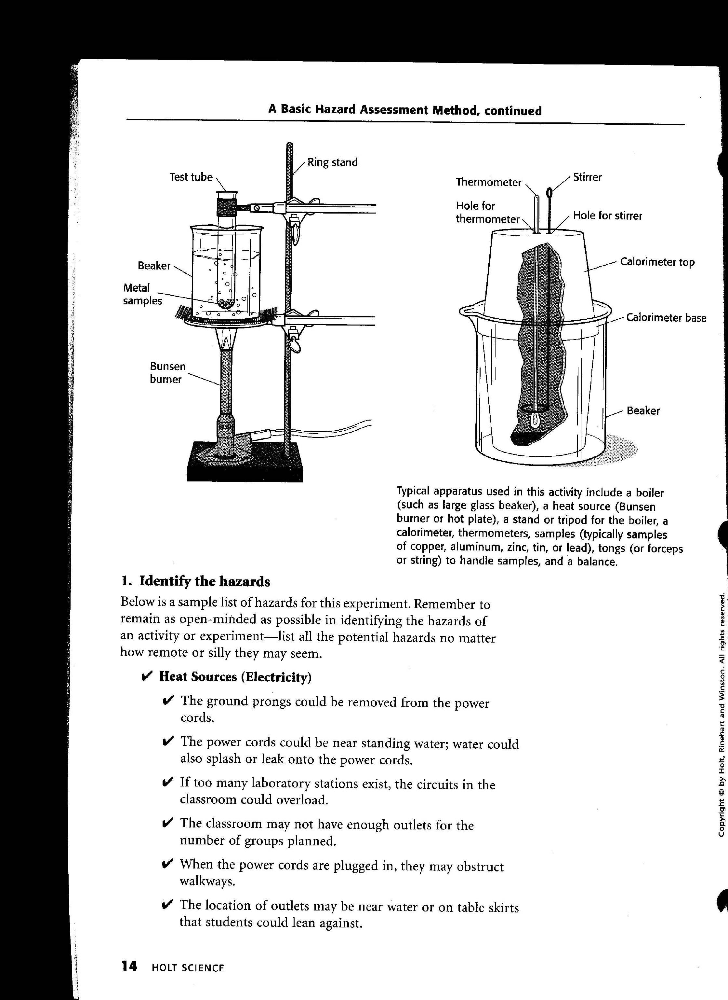 A Basic Hazard Assessment Method, continued
Ring stand
Test tube
Beaker
Metal
samples
Bunsen
burner
Thermometer
Stirrer
Hole for
thermometer
Hole for stirrer
Calorimeter top
Calorimeter base
Beaker
Typical apparatus used in this activity include a boiler
(such as large glass beaker), a heat source (Bunsen
burner or hot plate), a stand or tripod for the boiler, a
calorimeter, thermometers, samples (typically samples
of copper, aluminum, zinc, tin, or lead), tongs (or forceps
or string) to handle samples, and a balance.
1. Identify the hazards
Below is a sample list of hazards for this experiment. Remember to
remain as open-minded as possible in identifying the hazards of
an activity or experiment—list all the potential hazards no matter
how remote or silly they may seem.
✔ Heat Sources (Electricity)
✔ The ground prongs could be removed from the power
cords.
✔ The power cords could be near standing water; water could
also splash or leak onto the power cords.
✔ If too many laboratory stations exist, the circuits in the
classroom could overload.
✔ The classroom may not have enough outlets for the
number of groups planned.
✔ When the power cords are plugged in, they may obstruct
walkways.
✔ The location of outlets may be near water or on table skirts
that students could lean against.
14 HOLT SCIENCE
Copyright © by Holt, Rinehart and Winston. All rights reserved.